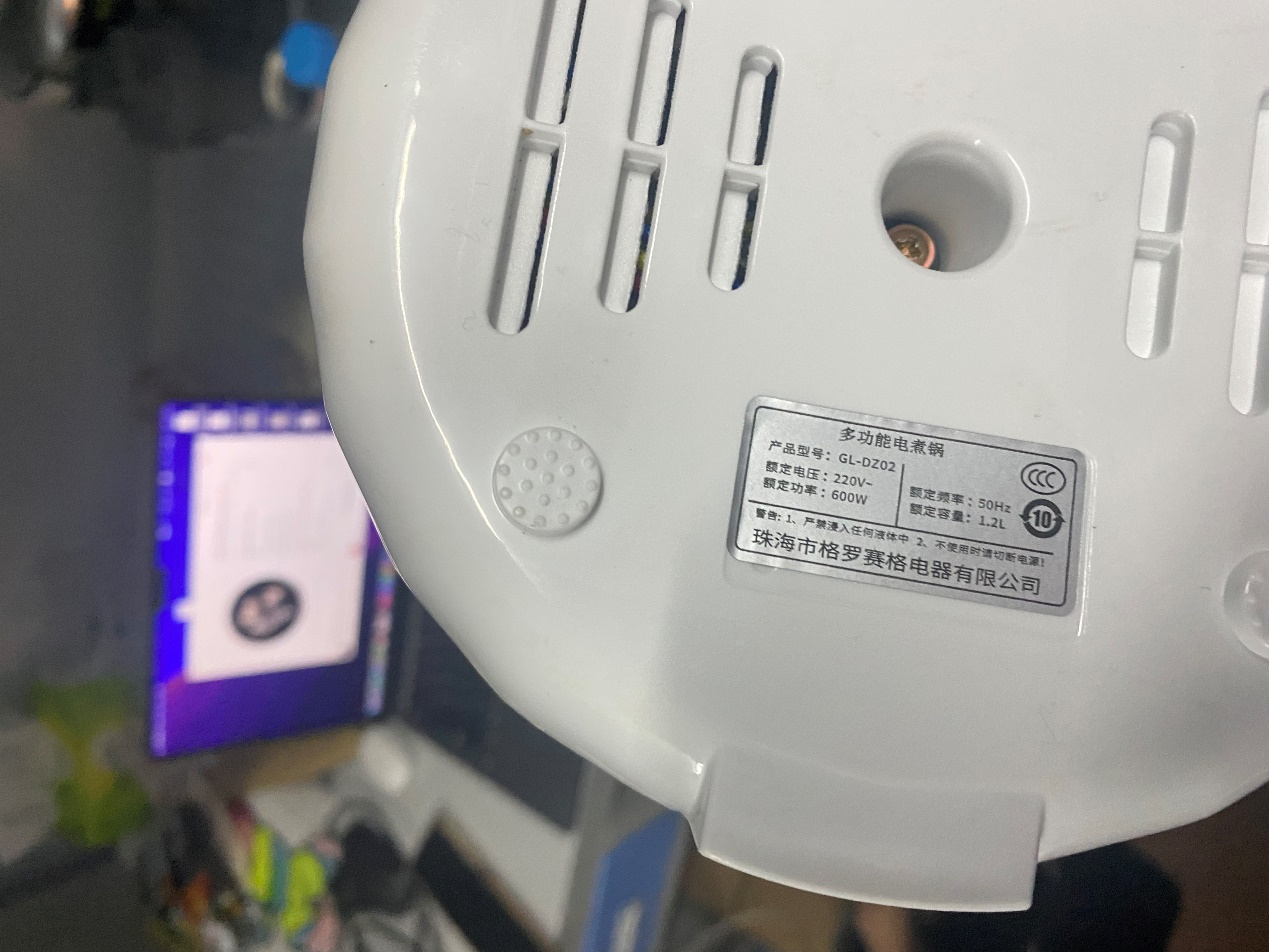 多功能电煮锅
产品型号：GL-DZ02
额定电压：220V~
额定功率：600W
额定频率：50Hz
额定容量：1.2L
CCC
10
警告：1、严禁浸入任何液体中 2、不使用时请切断电源!
珠海市格罗赛格电器有限公司